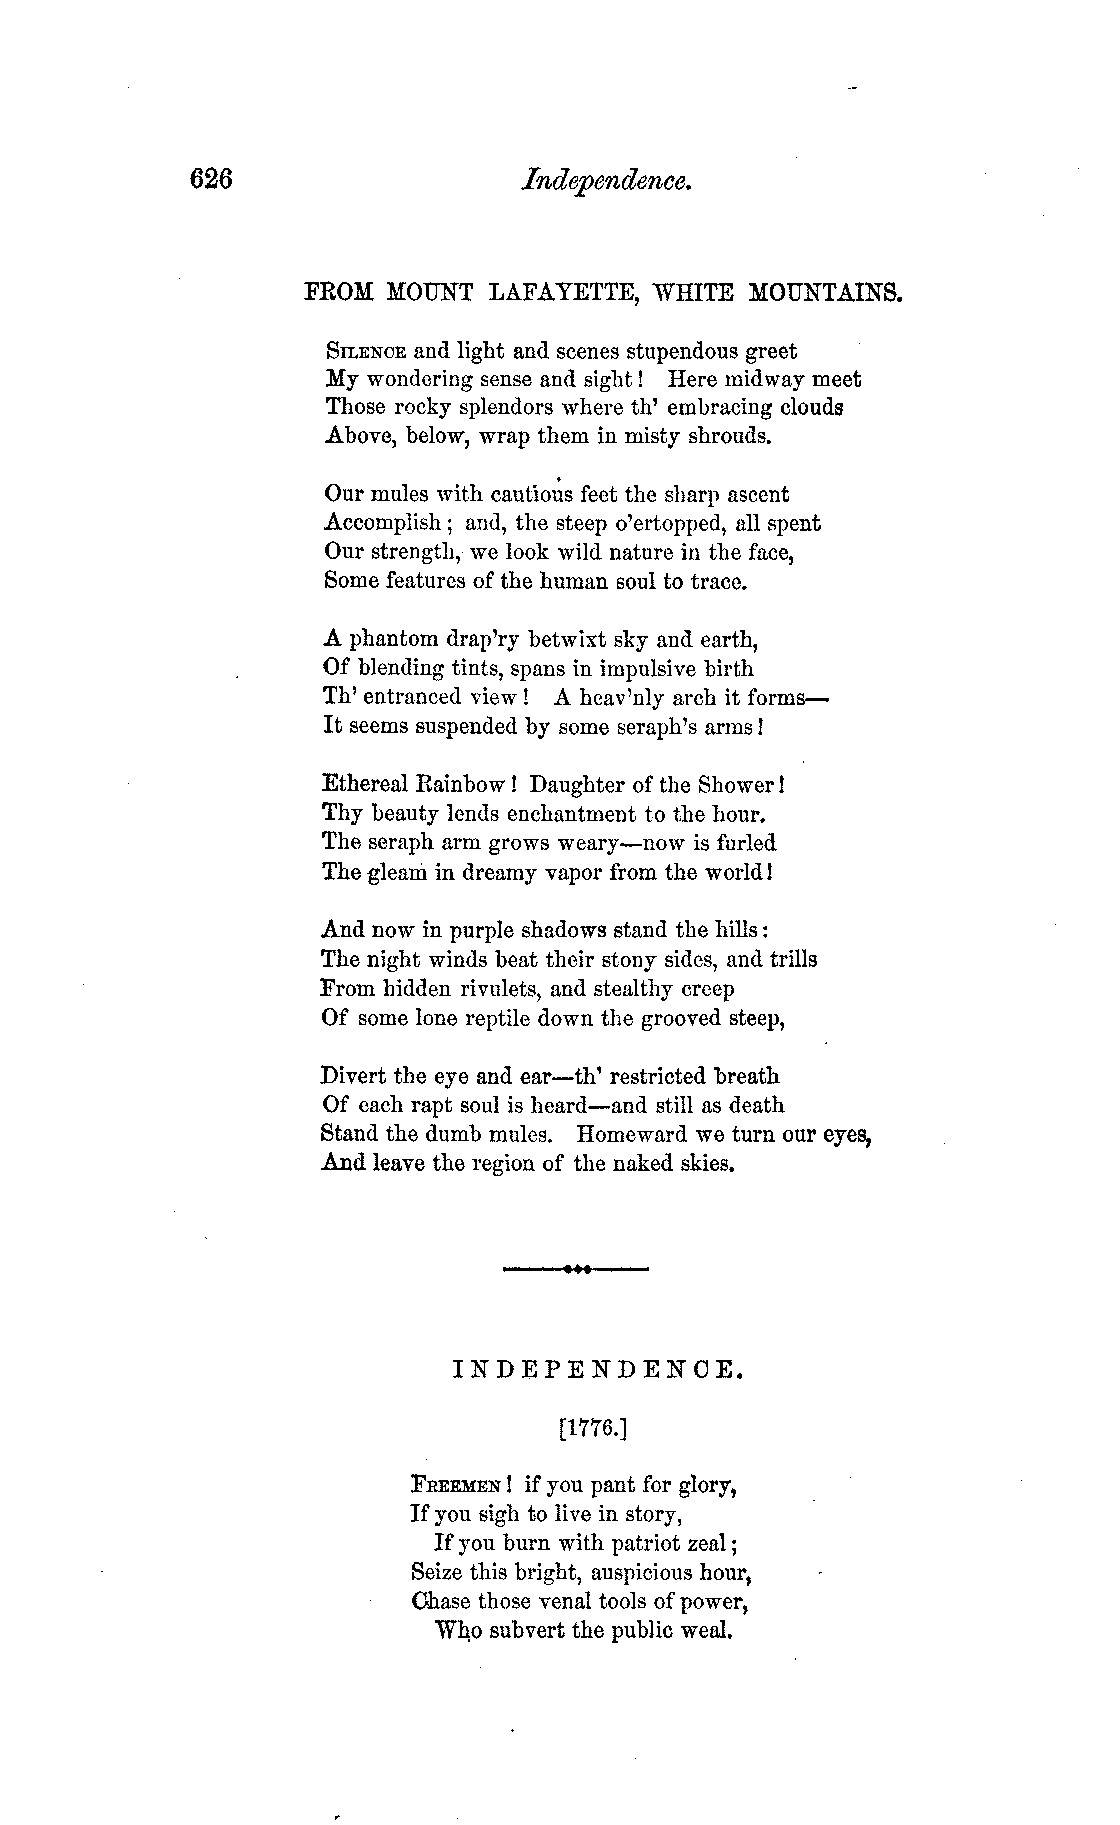 626 Independence.
FROM MOUNT LAFAYETTE, WHITE MOUNTAINS.
SILENCE and light and scenes stupendous greet
My wondering sense and sight! Here midway meet
Those rocky splendors where th' embracing clouds
Above, below, wrap them in misty shrouds.
Our mules with cautious feet the sharp ascent
Accomplish; and, the steep o'ertopped, all spent
Our strength, we look wild nature in the face,
Some features of the human soul to trace.
A phantom drap'ry betwixt sky and earth,
Of blending tints, spans in impulsive birth
Th' entranced view! A heav'nly arch it forms—
It seems suspended by some seraph's arms!
Ethereal Rainbow! Daughter of the Shower!
Thy beauty lends enchantment to the hour.
The seraph arm grows weary—now is furled
The gleam in dreamy vapor from the world!
And now in purple shadows stand the hills:
The night winds beat their stony sides, and trills
From hidden rivulets, and stealthy creep
Of some lone reptile down the grooved steep,
Divert the eye and ear—th' restricted breath
Of each rapt soul is heard—and still as death
Stand the dumb mules. Homeward we turn our eyes,
And leave the region of the naked skies.
INDEPENDENCE.
[1776.]
FREEMEN! if you pant for glory,
If you sigh to live in story,
If you burn with patriot zeal;
Seize this bright, auspicious hour,
Chase those venal tools of power,
Who subvert the public weal.